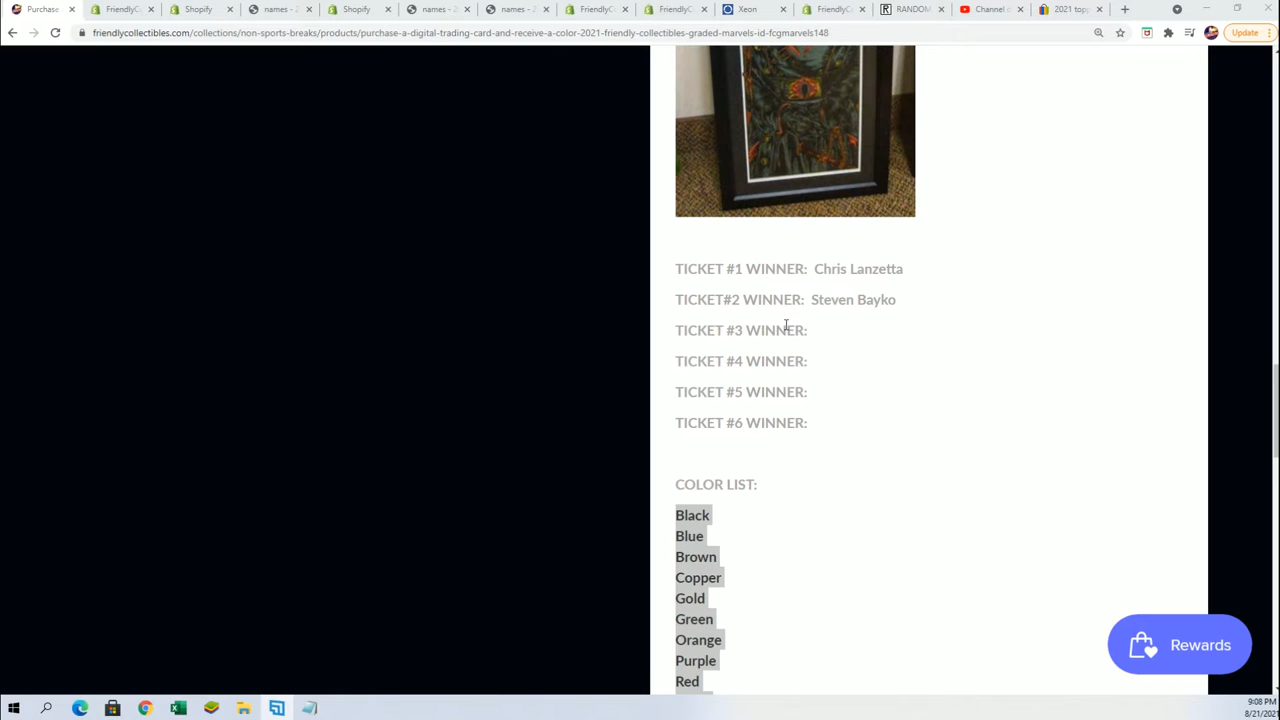 Purchase
FriendlyC
Shopify
names - 2
Shopify
names - 2
names - 2
FriendlyC
FriendlyC
Xeon
FriendlyC
RANDOM
Channel d
2021 topp
friendlycollectibles.com/collections/non-sports-breaks/products/purchase-a-digital-trading-card-and-receive-a-color-2021-friendly-collectibles-graded-marvels-id-fcgmarvels148
Update
TICKET #1 WINNER: Chris Lanzetta
TICKET#2 WINNER: Steven Bayko
TICKET #3 WINNER:
TICKET #4 WINNER:
TICKET #5 WINNER:
TICKET #6 WINNER:
COLOR LIST:
Black
Blue
Brown
Copper
Gold
Green
Orange
Purple
Red
Rewards
9:08 PM
8/21/2021